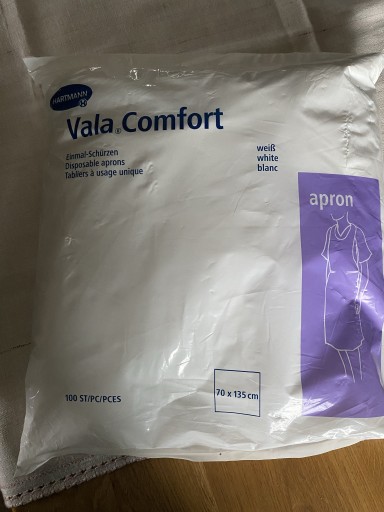 HARTMANN
Vala® Comfort
Einmal-Schürzen
Disposable aprons
Tabliers à usage unique
weiß
white
blanc
apron
100 ST/PC/PCES
70 x 135 cm